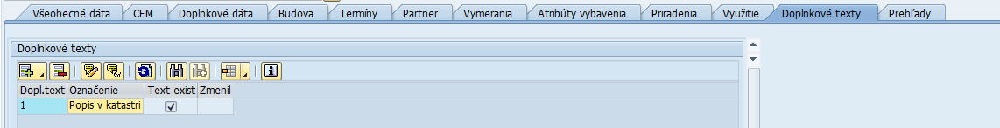 Všeobecné dáta CEM Doplnkové dáta Budova Termíny Partner Vymerania Atribúty vybavenia Priradenia Využitie Doplnkové texty Prehľady
Doplnkové texty
Dopl.text Označenie Text exist Zmenil
1 Popis v katastri